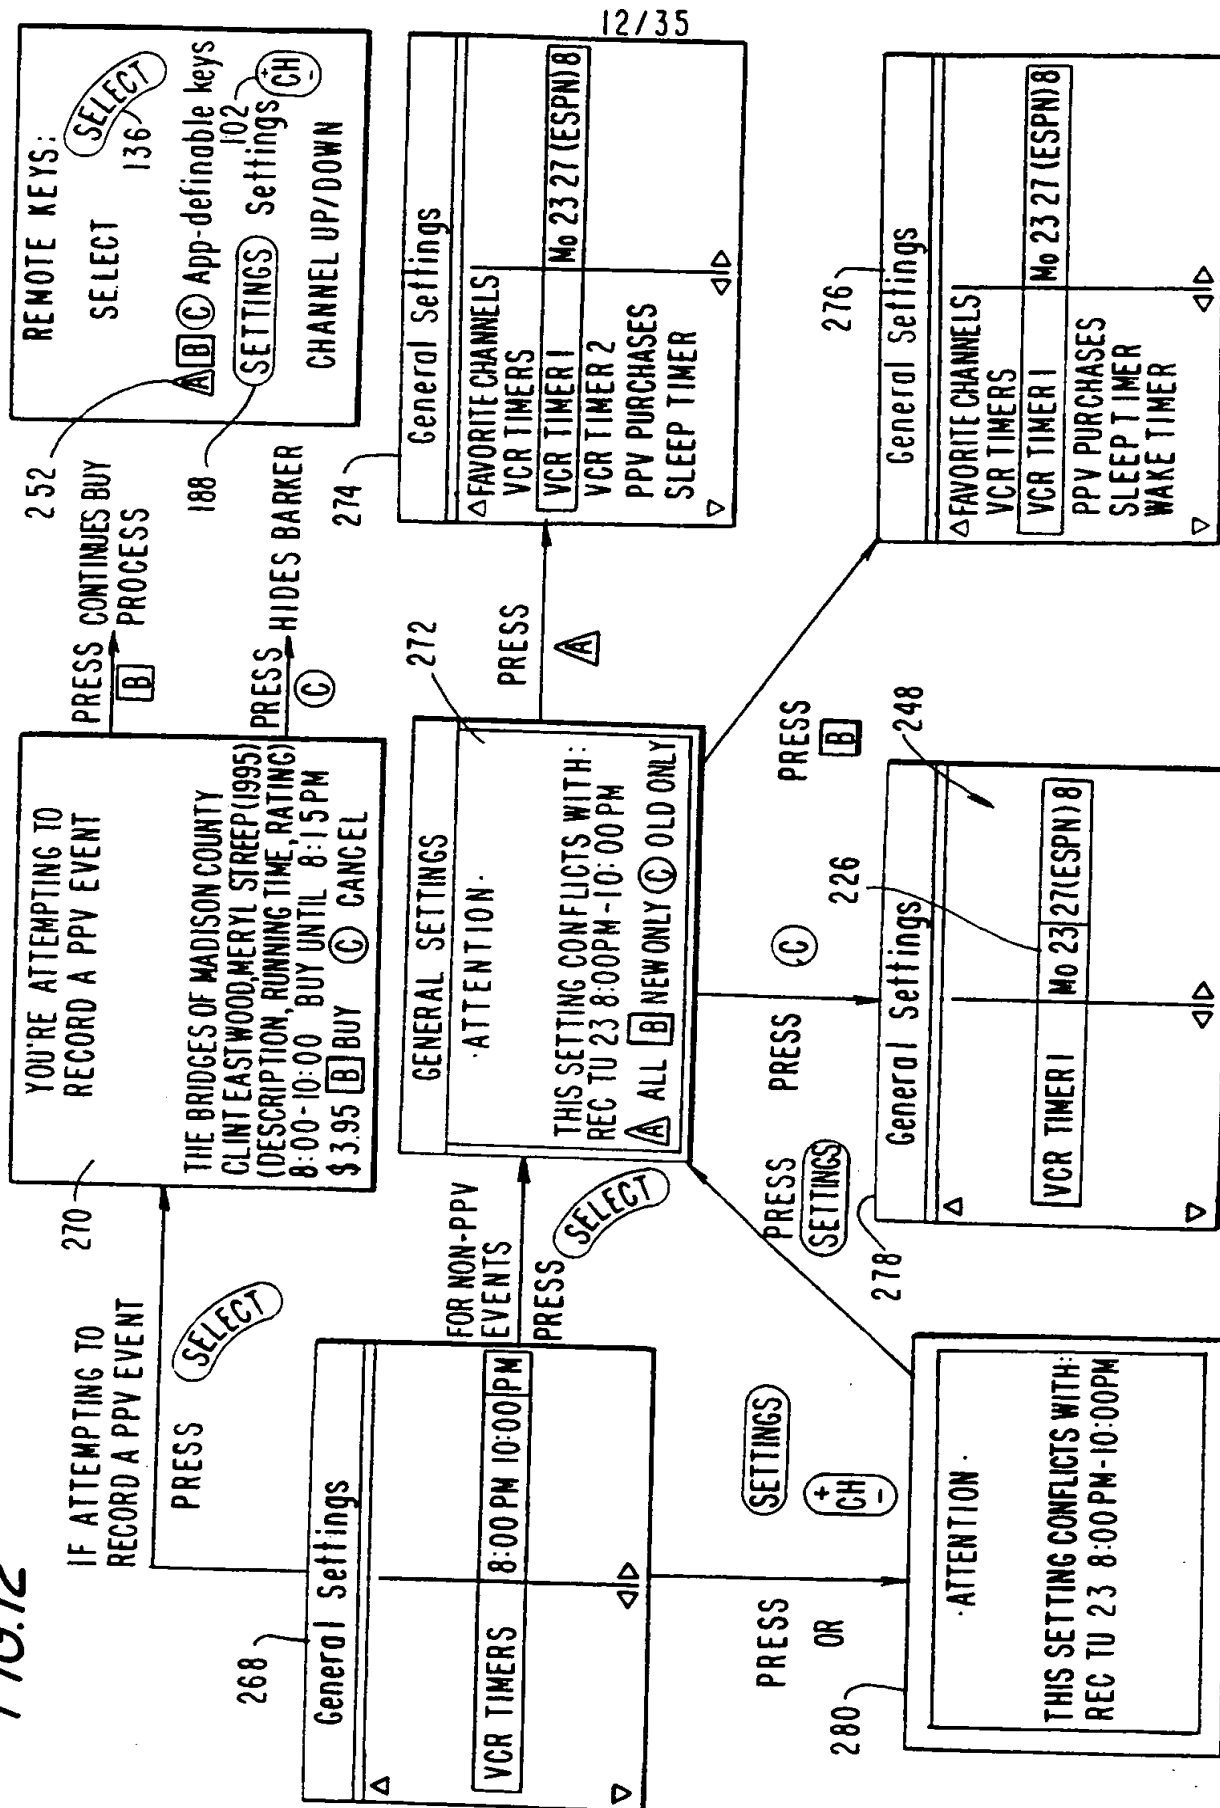 12/35
FIG.12
IF ATTEMPTING TO
RECORD A PPV EVENT
PRESS
SELECT
270
YOU'RE ATTEMPTING TO
RECORD A PPV EVENT
THE BRIDGES OF MADISON COUNTY
CLINT EASTWOOD,MERYL STREEP(1995)
(DESCRIPTION, RUNNING TIME, RATING)
8:00-10:00 BUY UNTIL 8:15PM
$3.95 B BUY C CANCEL
PRESS
B
CONTINUES BUY
PROCESS
PRESS
C
HIDES BARKER
REMOTE KEYS:
SELECT
SELECT
136
252
A B C App-definable keys
102
188
SETTINGS Settings
+
CH
-
CHANNEL UP/DOWN
268
General Settings
VCR TIMERS 8:00PM 10:00PM
FOR NON-PPV
EVENTS
PRESS
SELECT
272
GENERAL SETTINGS
·ATTENTION·
THIS SETTING CONFLICTS WITH:
REC TU 23 8:00PM-10:00PM
A ALL B NEW ONLY C OLD ONLY
PRESS
A
274
General Settings
FAVORITE CHANNELS
VCR TIMERS
VCR TIMER 1 Mo 23 27 (ESPN) 8
VCR TIMER 2
PPV PURCHASES
SLEEP TIMER
PRESS
OR
SETTINGS
+
CH
-
280
·ATTENTION·
THIS SETTING CONFLICTS WITH:
REC TU 23 8:00PM-10:00PM
PRESS
SETTINGS
PRESS
C
278
General Settings
226
248
VCR TIMER 1 Mo 23 27(ESPN) 8
PRESS
B
276
General Settings
FAVORITE CHANNELS
VCR TIMERS
VCR TIMER 1 Mo 23 27 (ESPN) 8
PPV PURCHASES
SLEEP TIMER
WAKE TIMER